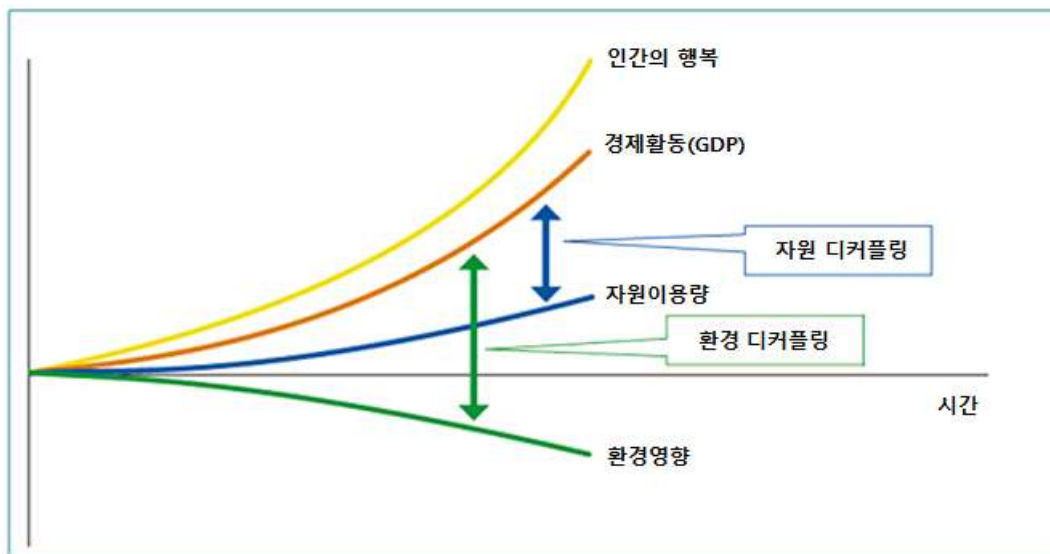 인간의 행복
경제활동(GDP)
자원 디커플링
자원이용량
환경 디커플링
시간
환경영향